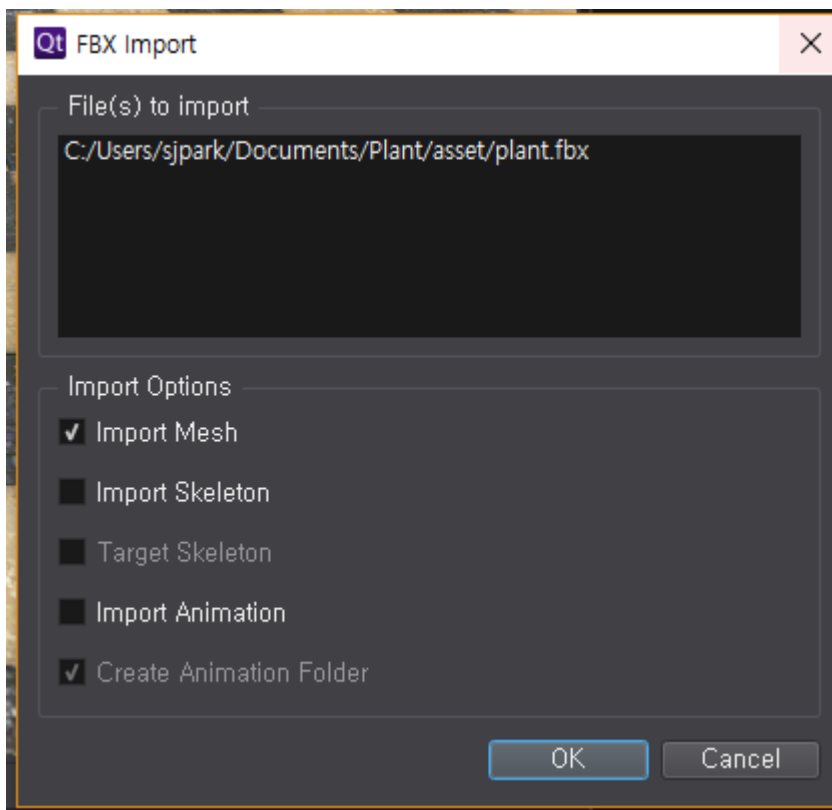 Qt FBX Import
File(s) to import
C:/Users/sjpark/Documents/Plant/asset/plant.fbx
Import Options
Import Mesh
Import Skeleton
Target Skeleton
Import Animation
Create Animation Folder
OK Cancel